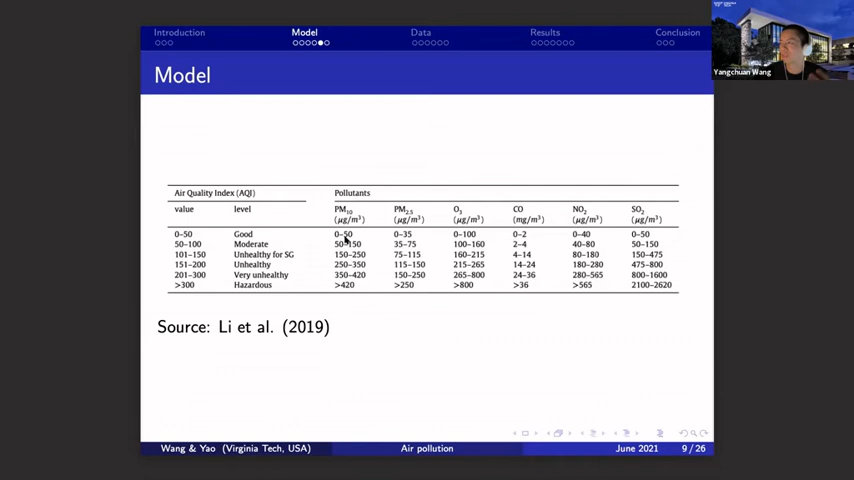 Introduction Model Data Results Conclusion
Yangchuan Wang
Model
Air Quality Index (AQI) Pollutants
value level PM10 (μg/m³) PM2.5 (μg/m³) O3 (μg/m³) CO (mg/m³) NO2 (μg/m³) SO2 (μg/m³)
0–50 Good 0–50 0–35 0–100 0–2 0–40 0–50
50–100 Moderate 50–150 35–75 100–160 2–4 40–80 50–150
101–150 Unhealthy for SG 150–250 75–115 160–215 4–14 80–180 150–475
151–200 Unhealthy 250–350 115–150 215–265 14–24 180–280 475–800
201–300 Very unhealthy 350–420 150–250 265–800 24–36 280–565 800–1600
>300 Hazardous >420 >250 >800 >36 >565 2100–2620
Source: Li et al. (2019)
Wang & Yao (Virginia Tech, USA) Air pollution June 2021 9 / 26